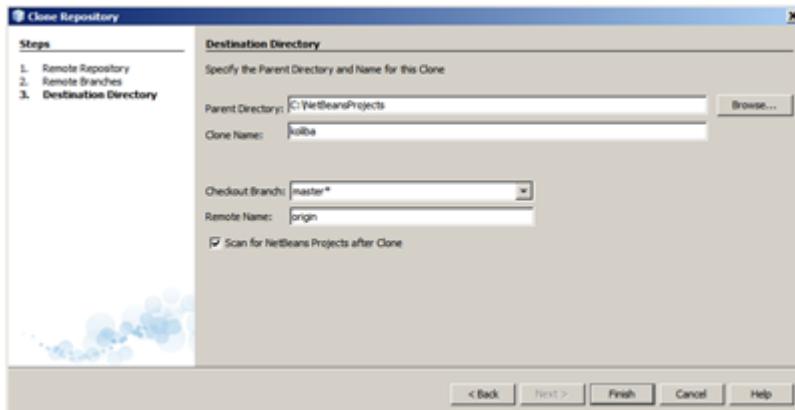 Clone Repository
Steps
1. Remote Repository
2. Remote Branches
3. Destination Directory
Destination Directory
Specify the Parent Directory and Name for this Clone
Parent Directory: C:\NetBeansProjects
Browse...
Clone Name: koliba
Checkout Branch: master*
Remote Name: origin
Scan for NetBeans Projects after Clone
< Back Next > Finish Cancel Help